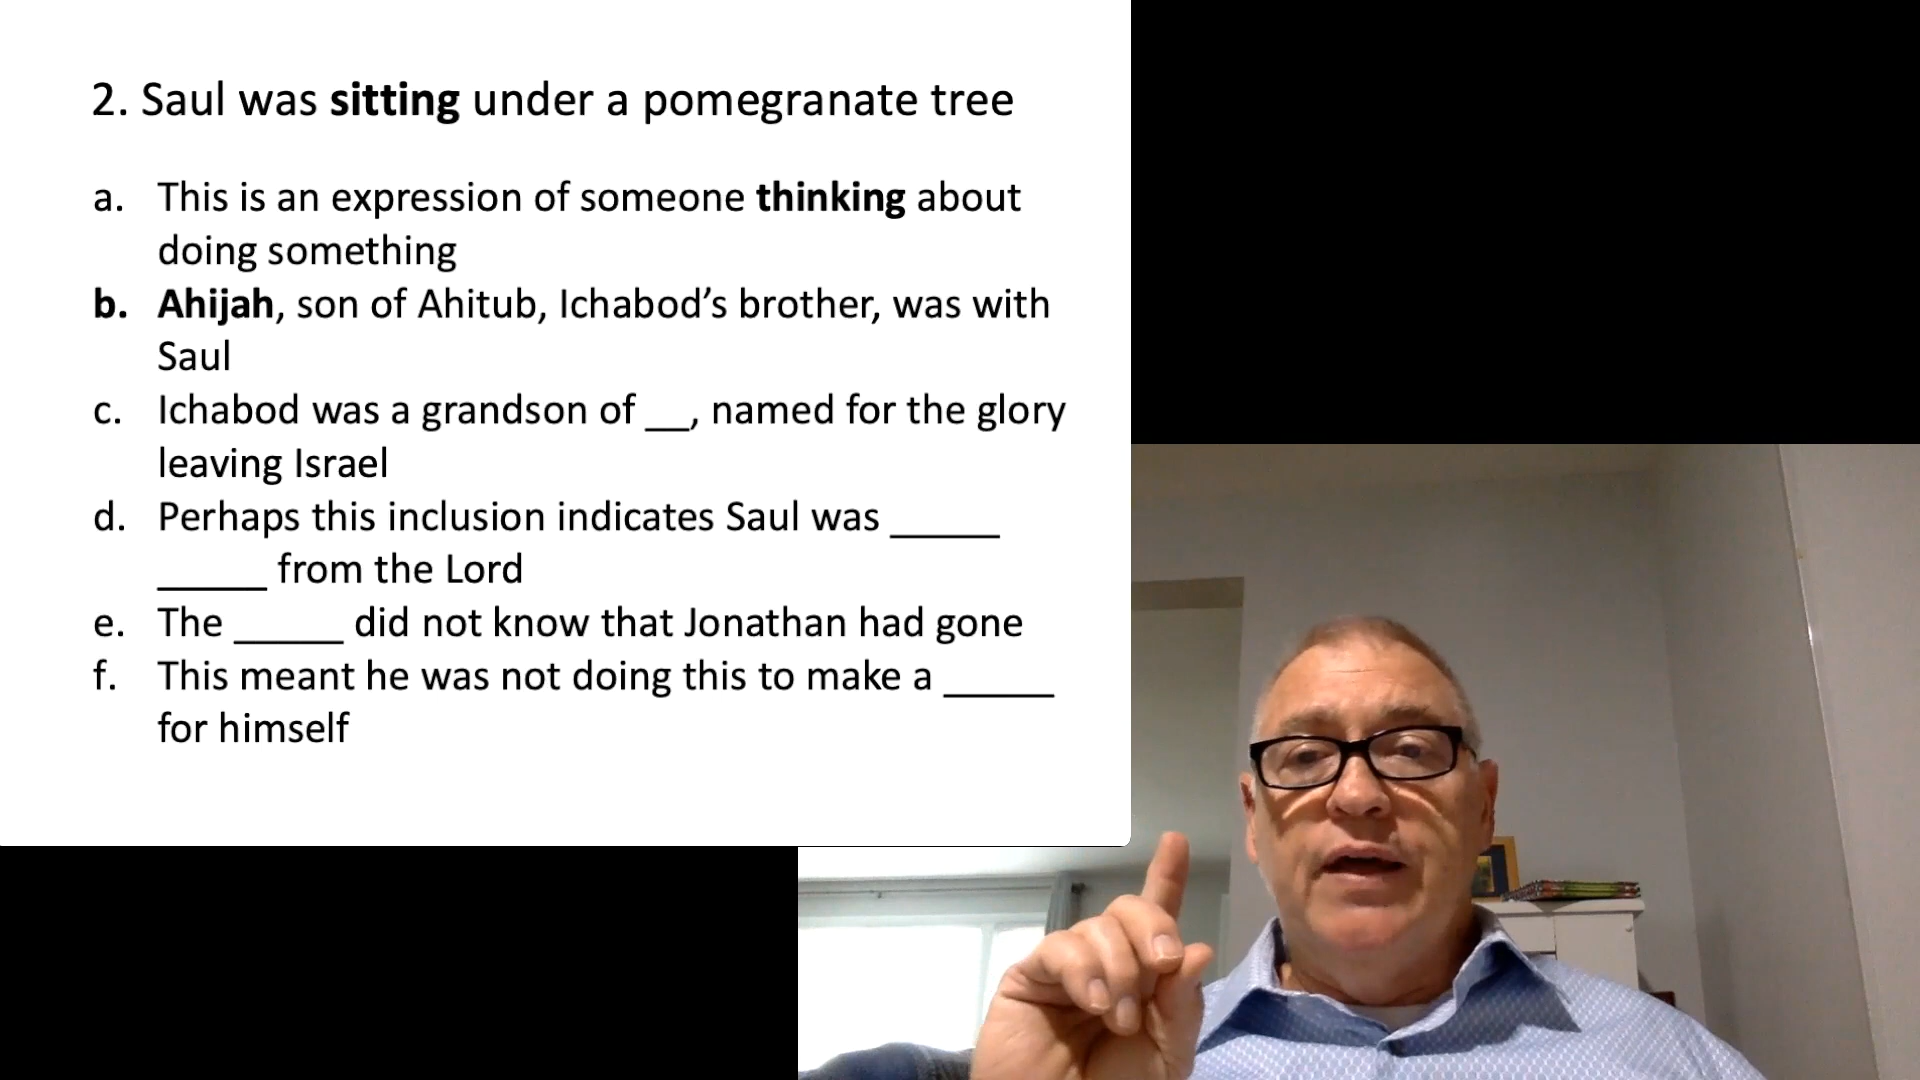 2. Saul was sitting under a pomegranate tree
a. This is an expression of someone thinking about
doing something
b. Ahijah, son of Ahitub, Ichabod’s brother, was with
Saul
c. Ichabod was a grandson of __, named for the glory
leaving Israel
d. Perhaps this inclusion indicates Saul was _____
_____ from the Lord
e. The _____ did not know that Jonathan had gone
f. This meant he was not doing this to make a _____
for himself